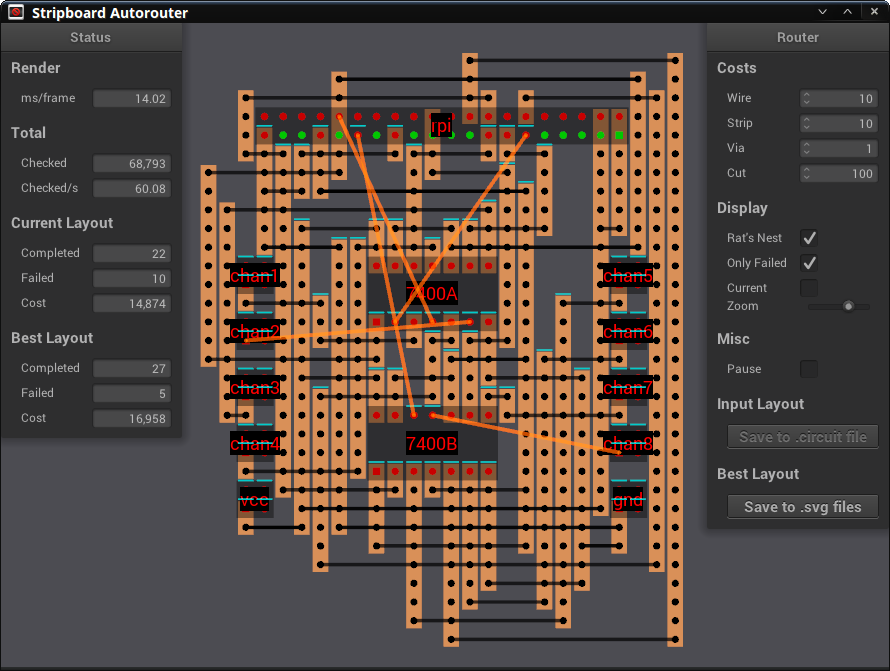 Stripboard Autorouter
Status
Render
ms/frame 14.02
Total
Checked 68,793
Checked/s 60.08
Current Layout
Completed 22
Failed 10
Cost 14,874
Best Layout
Completed 27
Failed 5
Cost 16,958
rpi
chan1
chan2
chan3
chan4
vcc
7400A
7400B
chan5
chan6
chan7
chan8
gnd
Router
Costs
Wire 10
Strip 10
Via 1
Cut 100
Display
Rat's Nest
Only Failed
Current
Zoom
Misc
Pause
Input Layout
Save to .circuit file
Best Layout
Save to .svg files